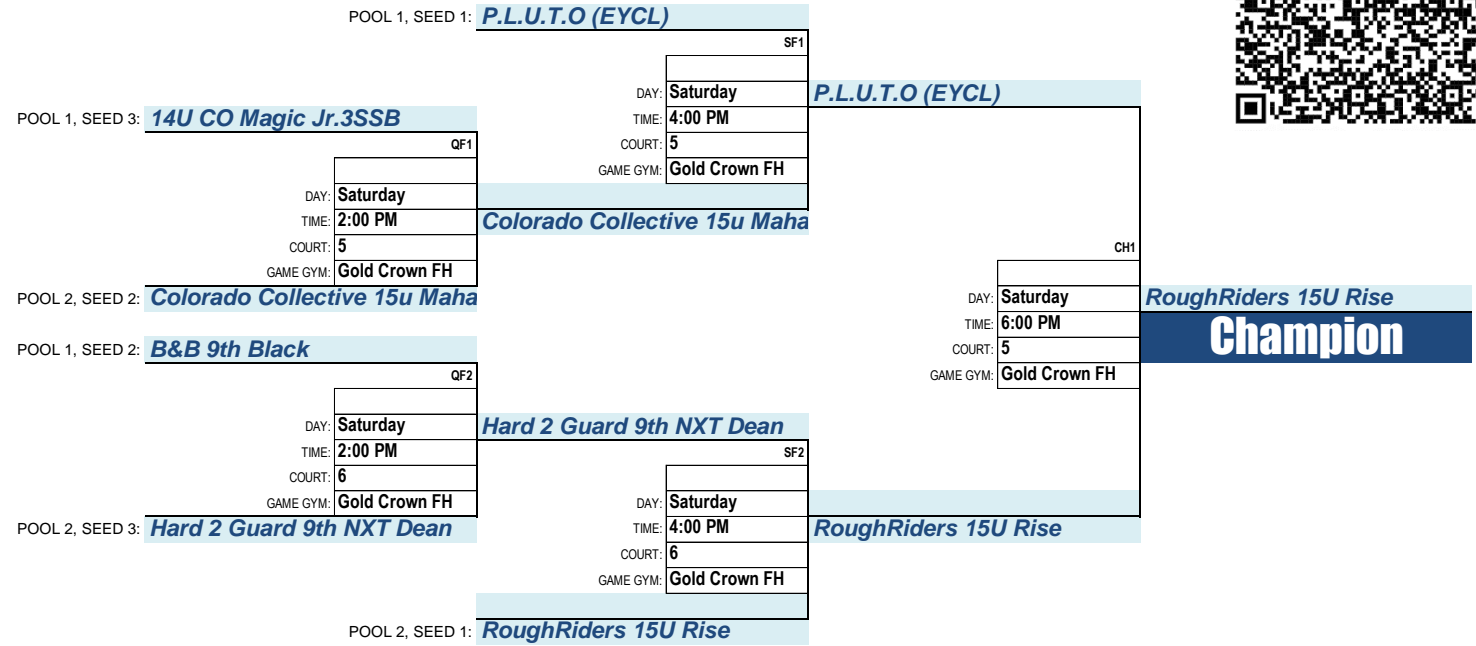 POOL 1, SEED 1: P.L.U.T.O (EYCL)
SF1
DAY: Saturday
P.L.U.T.O (EYCL)
POOL 1, SEED 3: 14U CO Magic Jr.3SSB
TIME: 4:00 PM
QF1
COURT: 5
GAME GYM: Gold Crown FH
DAY: Saturday
TIME: 2:00 PM
Colorado Collective 15u Maha
COURT: 5
CH1
GAME GYM: Gold Crown FH
POOL 2, SEED 2: Colorado Collective 15u Maha
DAY: Saturday
RoughRiders 15U Rise
TIME: 6:00 PM
Champion
POOL 1, SEED 2: B&B 9th Black
COURT: 5
QF2
GAME GYM: Gold Crown FH
DAY: Saturday
Hard 2 Guard 9th NXT Dean
TIME: 2:00 PM
SF2
COURT: 6
GAME GYM: Gold Crown FH
DAY: Saturday
POOL 2, SEED 3: Hard 2 Guard 9th NXT Dean
TIME: 4:00 PM
RoughRiders 15U Rise
COURT: 6
GAME GYM: Gold Crown FH
POOL 2, SEED 1: RoughRiders 15U Rise